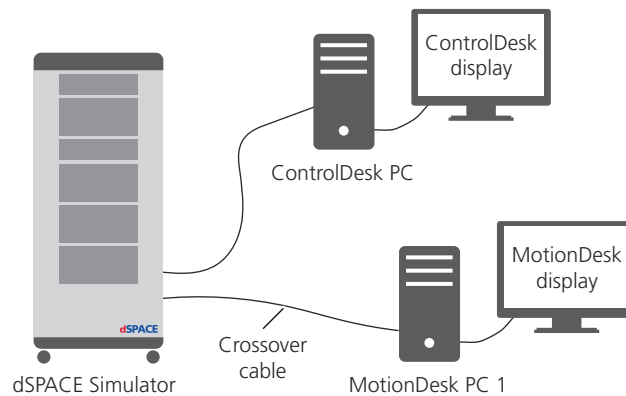 ControlDesk
display
ControlDesk PC
MotionDesk
display
dSPACE
Crossover
cable
dSPACE Simulator
MotionDesk PC 1